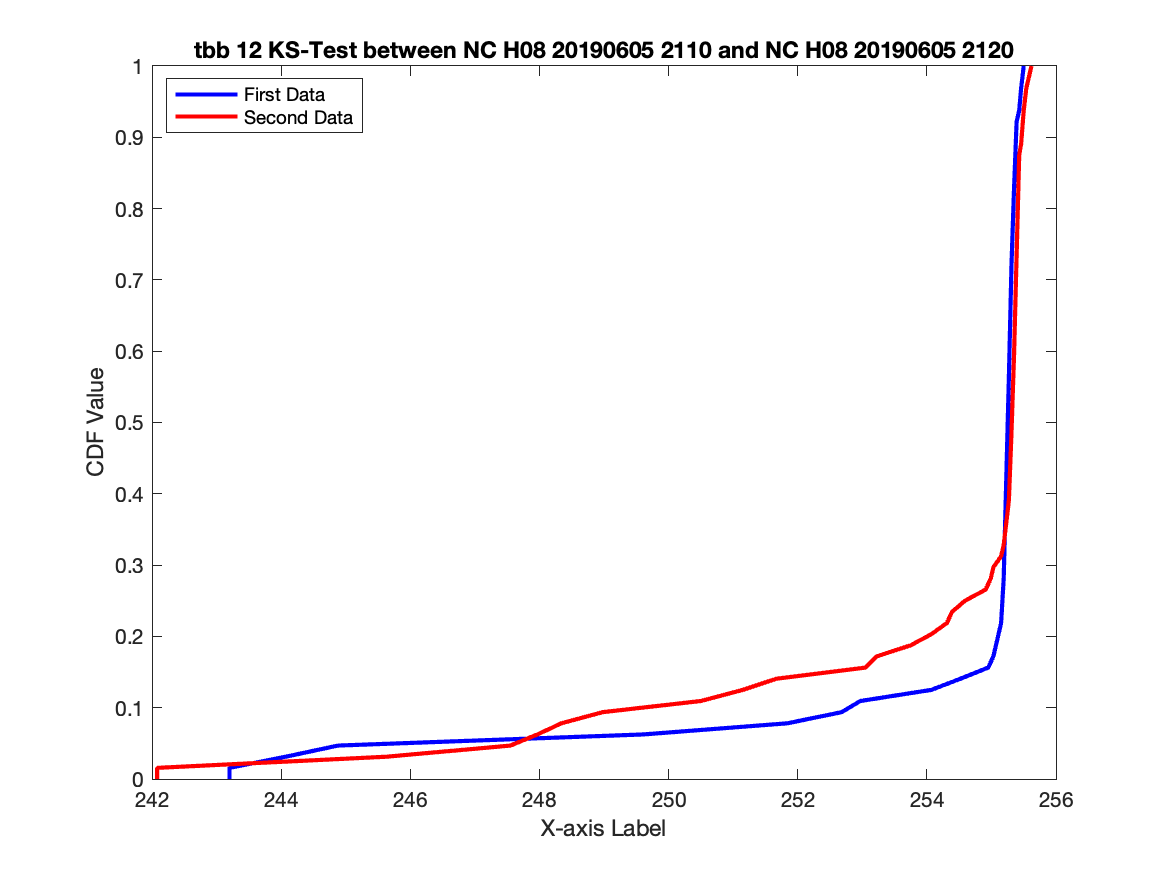 tbb 12 KS-Test between NC H08 20190605 2110 and NC H08 20190605 2120
First Data
Second Data
1
0.9
0.8
0.7
0.6
0.5
0.4
0.3
0.2
0.1
0
CDF Value
242 244 246 248 250 252 254 256
X-axis Label